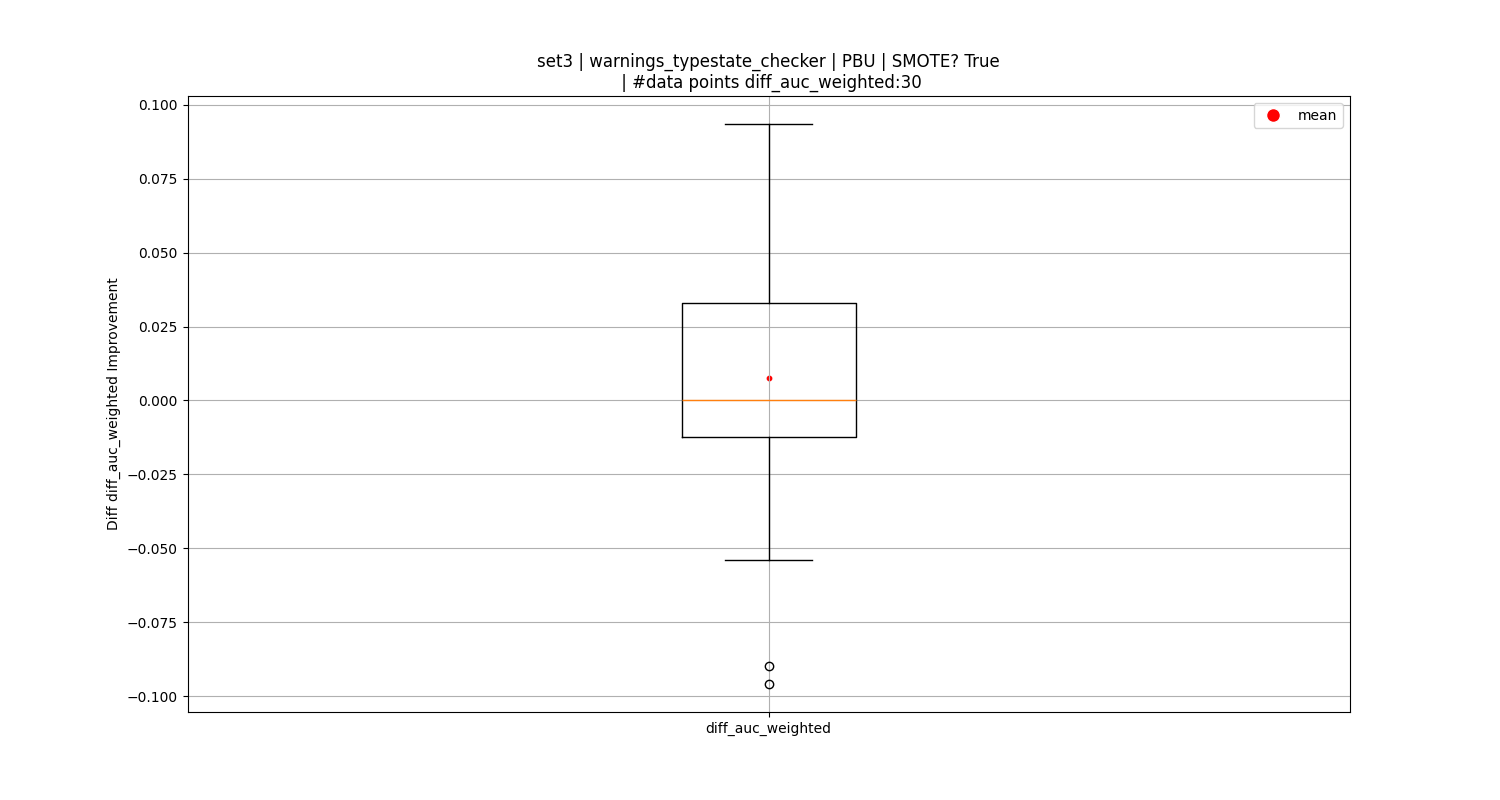 set3 | warnings_typestate_checker | PBU | SMOTE? True
| #data points diff_auc_weighted:30
mean
0.100
0.075
0.050
0.025
0.000
−0.025
−0.050
−0.075
−0.100
Diff diff_auc_weighted Improvement
diff_auc_weighted